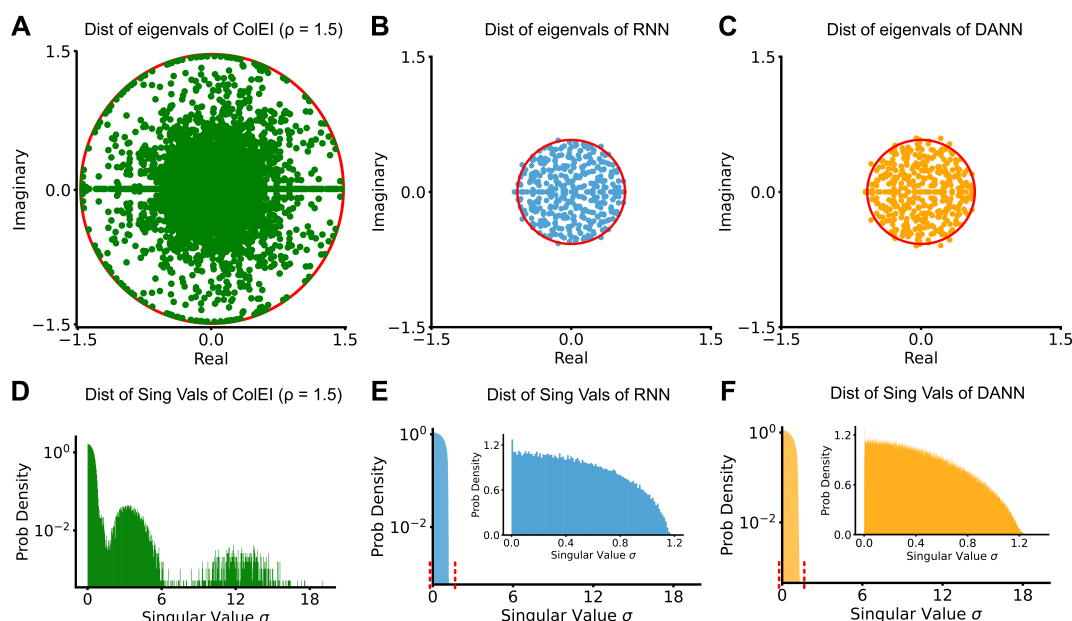 A
Dist of eigenvals of ColEI (ρ = 1.5)
1.5
0.0
−1.5
Imaginary
−1.5
0.0
1.5
Real
B
Dist of eigenvals of RNN
1.5
0.0
−1.5
Imaginary
−1.5
0.0
1.5
Real
C
Dist of eigenvals of DANN
1.5
0.0
−1.5
Imaginary
−1.5
0.0
1.5
Real
D
Dist of Sing Vals of ColEI (ρ = 1.5)
10⁰
10⁻²
Prob Density
0
6
12
18
Singular Value σ
E
Dist of Sing Vals of RNN
10⁰
10⁻²
Prob Density
1.2
0.6
0.0
Prob Density
0.0
0.4
0.8
1.2
Singular Value σ
0
6
12
18
Singular Value σ
F
Dist of Sing Vals of DANN
10⁰
10⁻²
Prob Density
1.2
0.6
0.0
Prob Density
0.0
0.4
0.8
1.2
Singular Value σ
0
6
12
18
Singular Value σ